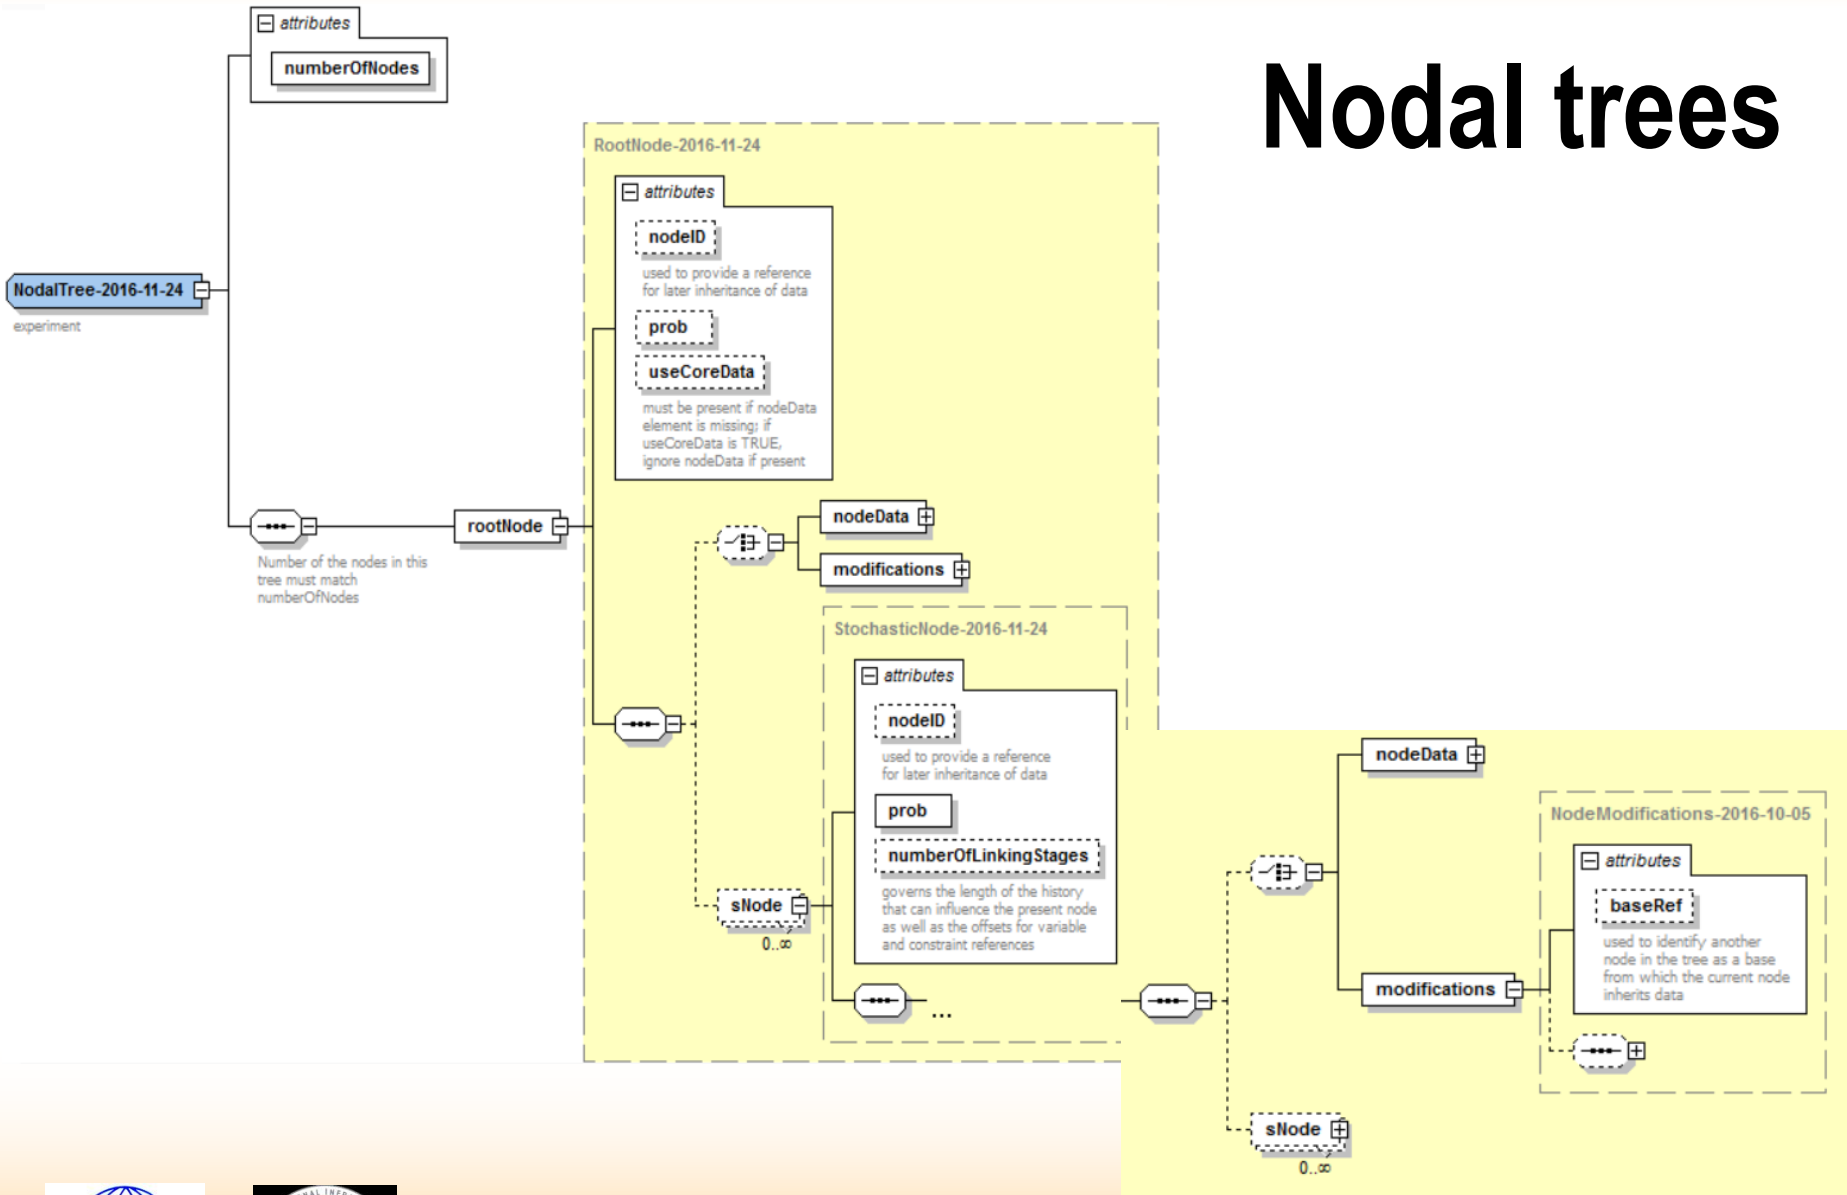 Nodal trees
attributes
numberOfNodes
NodalTree-2016-11-24
experiment
Number of the nodes in this
tree must match
numberOfNodes
rootNode
RootNode-2016-11-24
attributes
nodeID
used to provide a reference
for later inheritance of data
prob
useCoreData
must be present if nodeData
element is missing; if
useCoreData is TRUE,
ignore nodeData if present
nodeData
modifications
StochasticNode-2016-11-24
attributes
nodeID
used to provide a reference
for later inheritance of data
prob
numberOfLinkingStages
governs the length of the history
that can influence the present node
as well as the offsets for variable
and constraint references
sNode
0..∞
...
nodeData
NodeModifications-2016-10-05
attributes
baseRef
used to identify another
node in the tree as a base
from which the current node
inherits data
modifications
sNode
0..∞